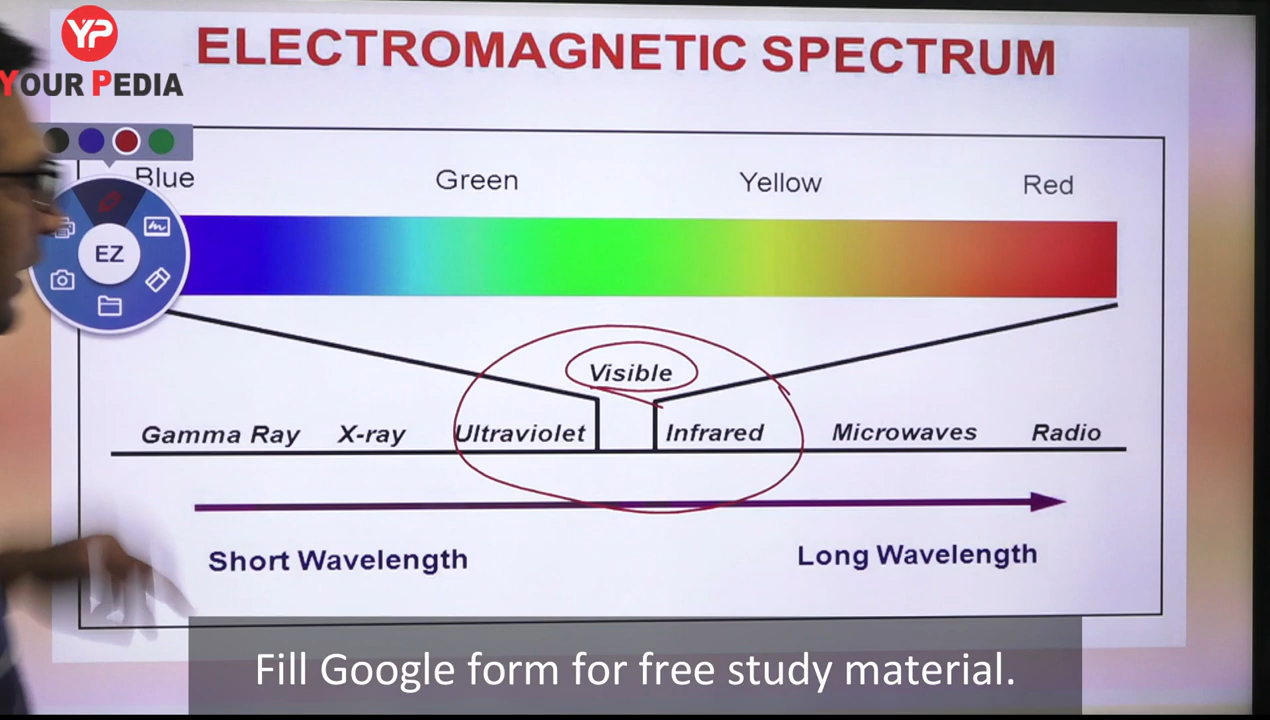 YP
YOUR PEDIA
ELECTROMAGNETIC SPECTRUM
Blue Green Yellow Red
EZ
Visible
Gamma Ray X-ray Ultraviolet Infrared Microwaves Radio
Short Wavelength Long Wavelength
Fill Google form for free study material.